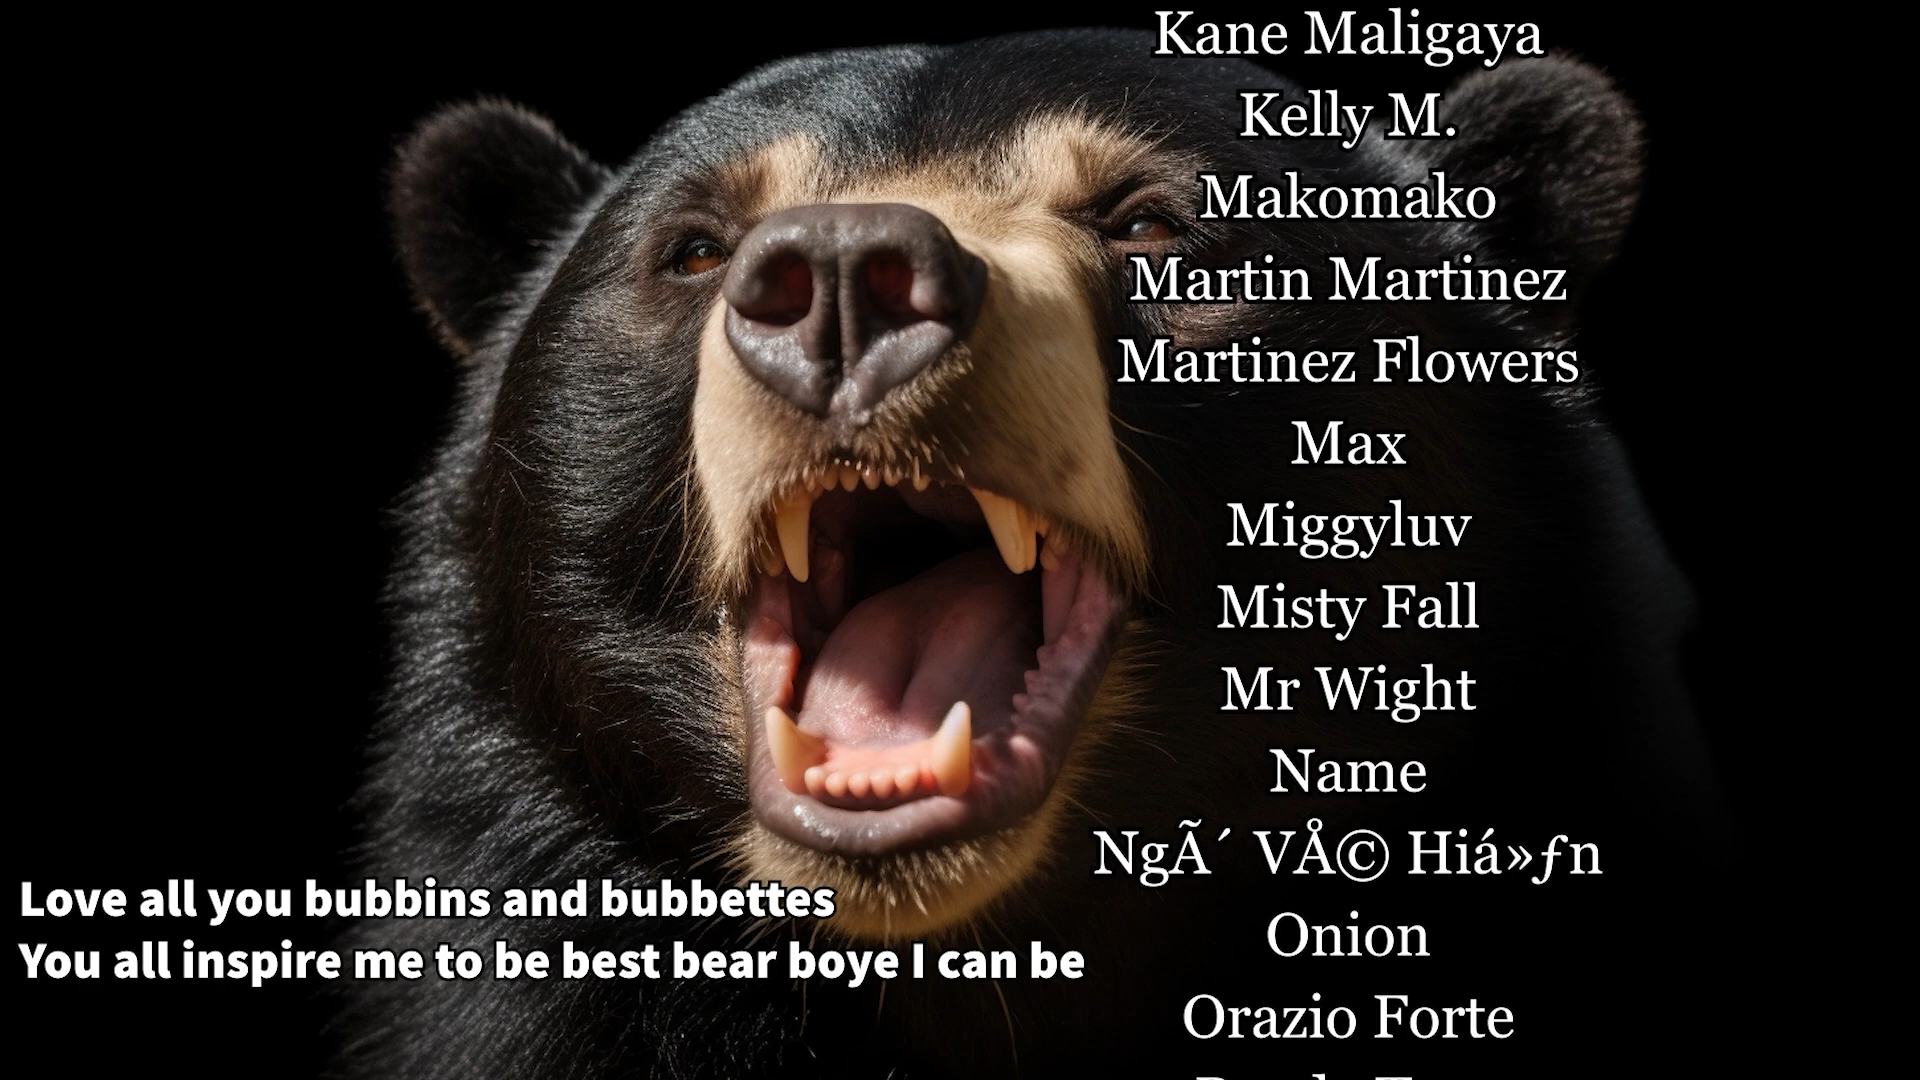 Kane Maligaya
Kelly M.
Makomako
Martin Martinez
Martinez Flowers
Max
Miggyluv
Misty Fall
Mr Wight
Name
NgÃ´ VÅ© Hiá»ƒn
Onion
Orazio Forte
Love all you bubbins and bubbettes
You all inspire me to be best bear boye I can be